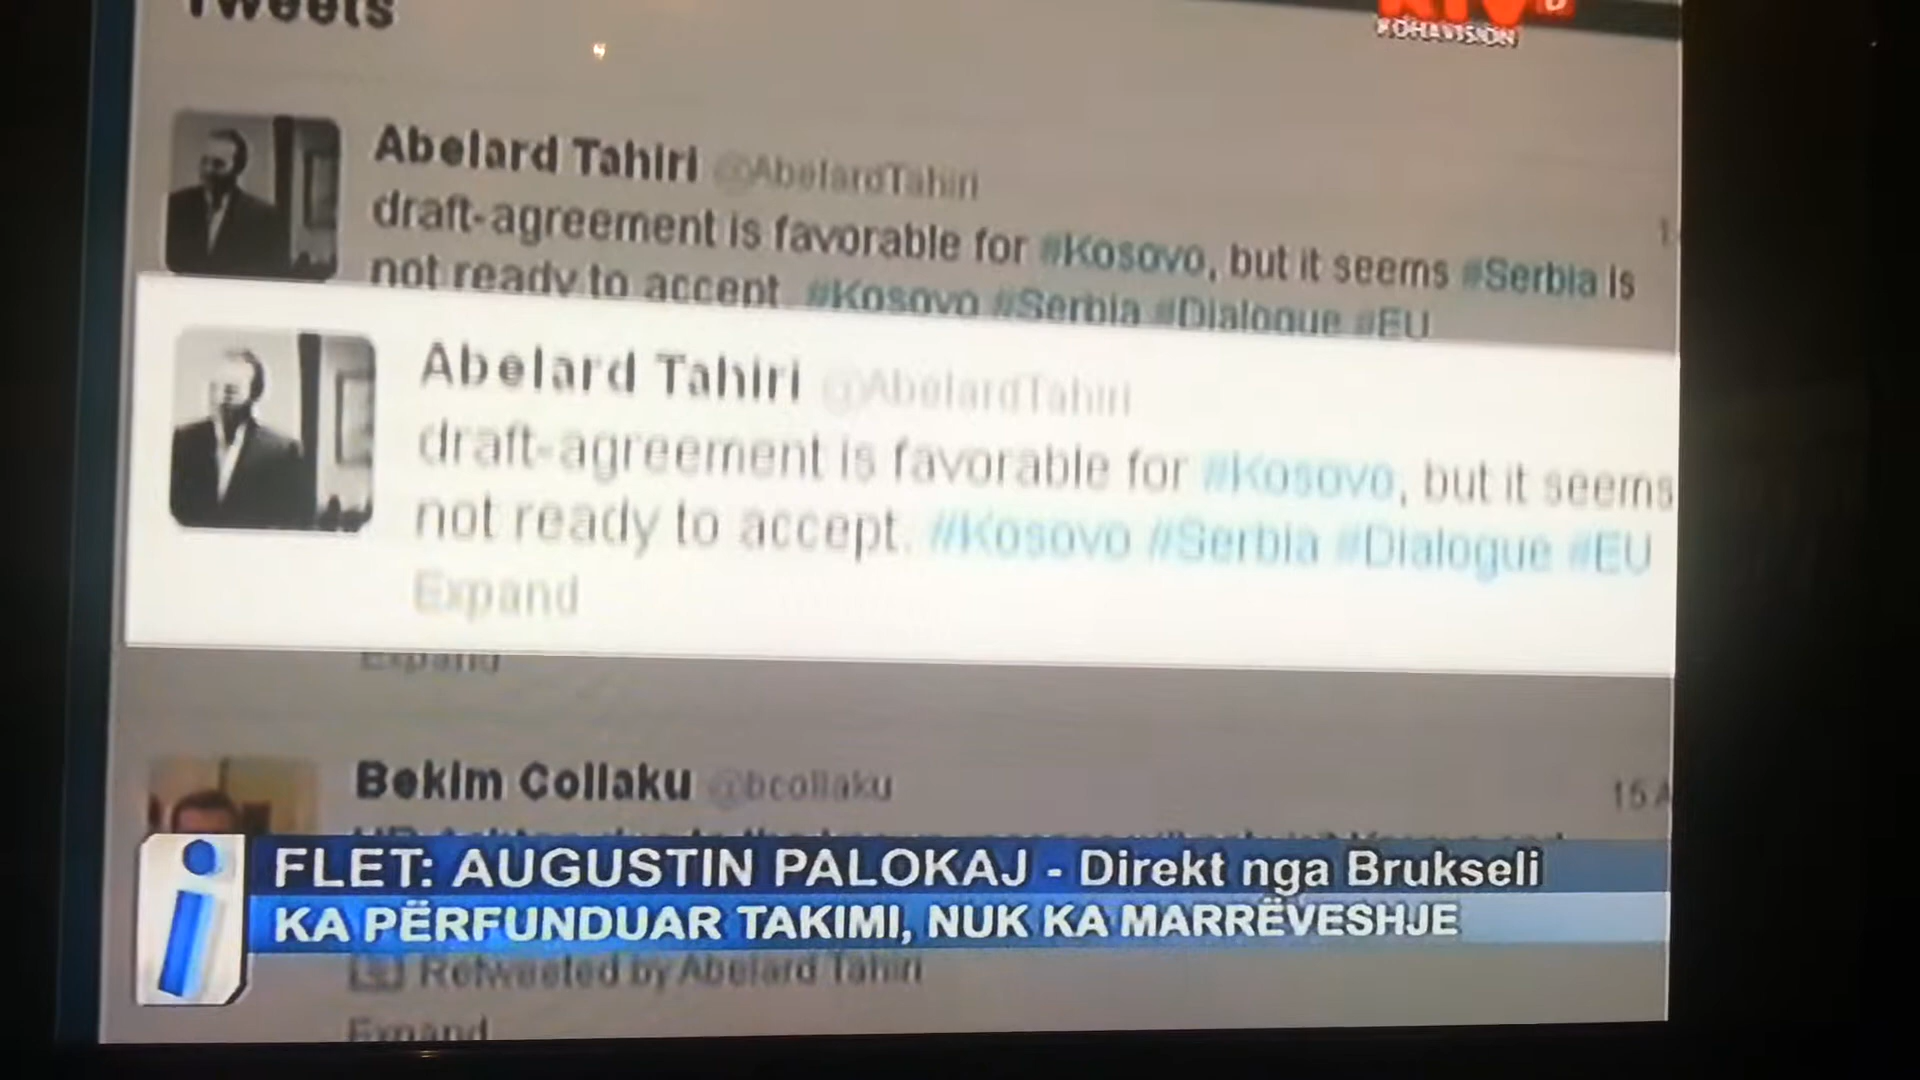 Tweets
KOHAVISION
Abelard Tahiri @AbelardTahiri
draft-agreement is favorable for #Kosovo, but it seems #Serbia is
not ready to accept. #Kosovo #Serbia #Dialogue #EU
Abelard Tahiri @AbelardTahiri
draft-agreement is favorable for #Kosovo, but it seems
not ready to accept. #Kosovo #Serbia #Dialogue #EU
Expand
Expand
Bekim Collaku @bcollaku
15 A
FLET: AUGUSTIN PALOKAJ - Direkt nga Brukseli
KA PËRFUNDUAR TAKIMI, NUK KA MARRËVESHJE
Retweeted by Abelard Tahiri
Expand